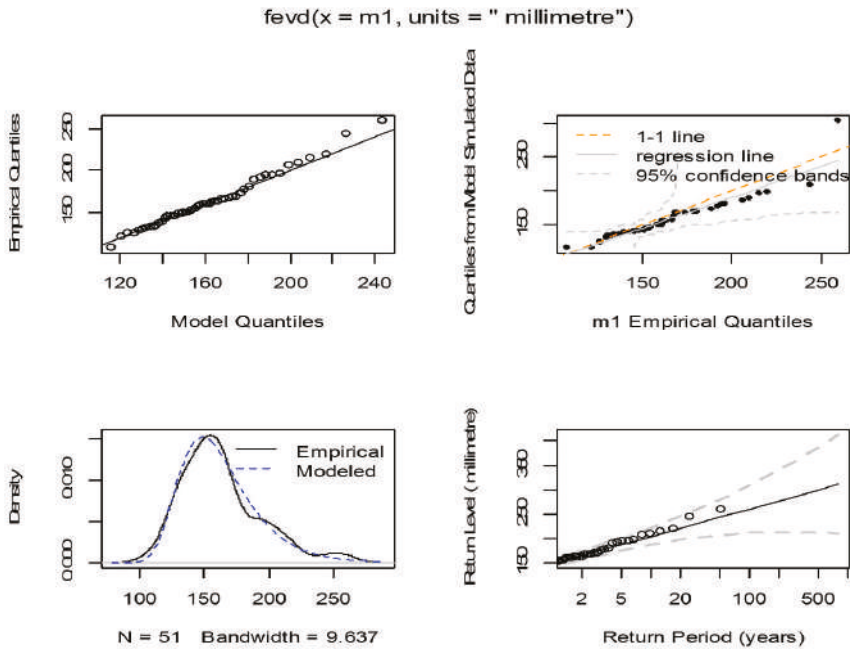 fevd(x = m1, units = " millimetre")
Empirical Quantiles
250
200
150
120 160 200 240
Model Quantiles
Quantiles from Model Simulated Data
250
150
1-1 line
regression line
95% confidence bands
150 200 250
m1 Empirical Quantiles
Density
0.010
0.000
Empirical
Modeled
100 150 200 250
N = 51 Bandwidth = 9.637
Return Level (millimetre)
350
250
150
2 5 20 100 500
Return Period (years)